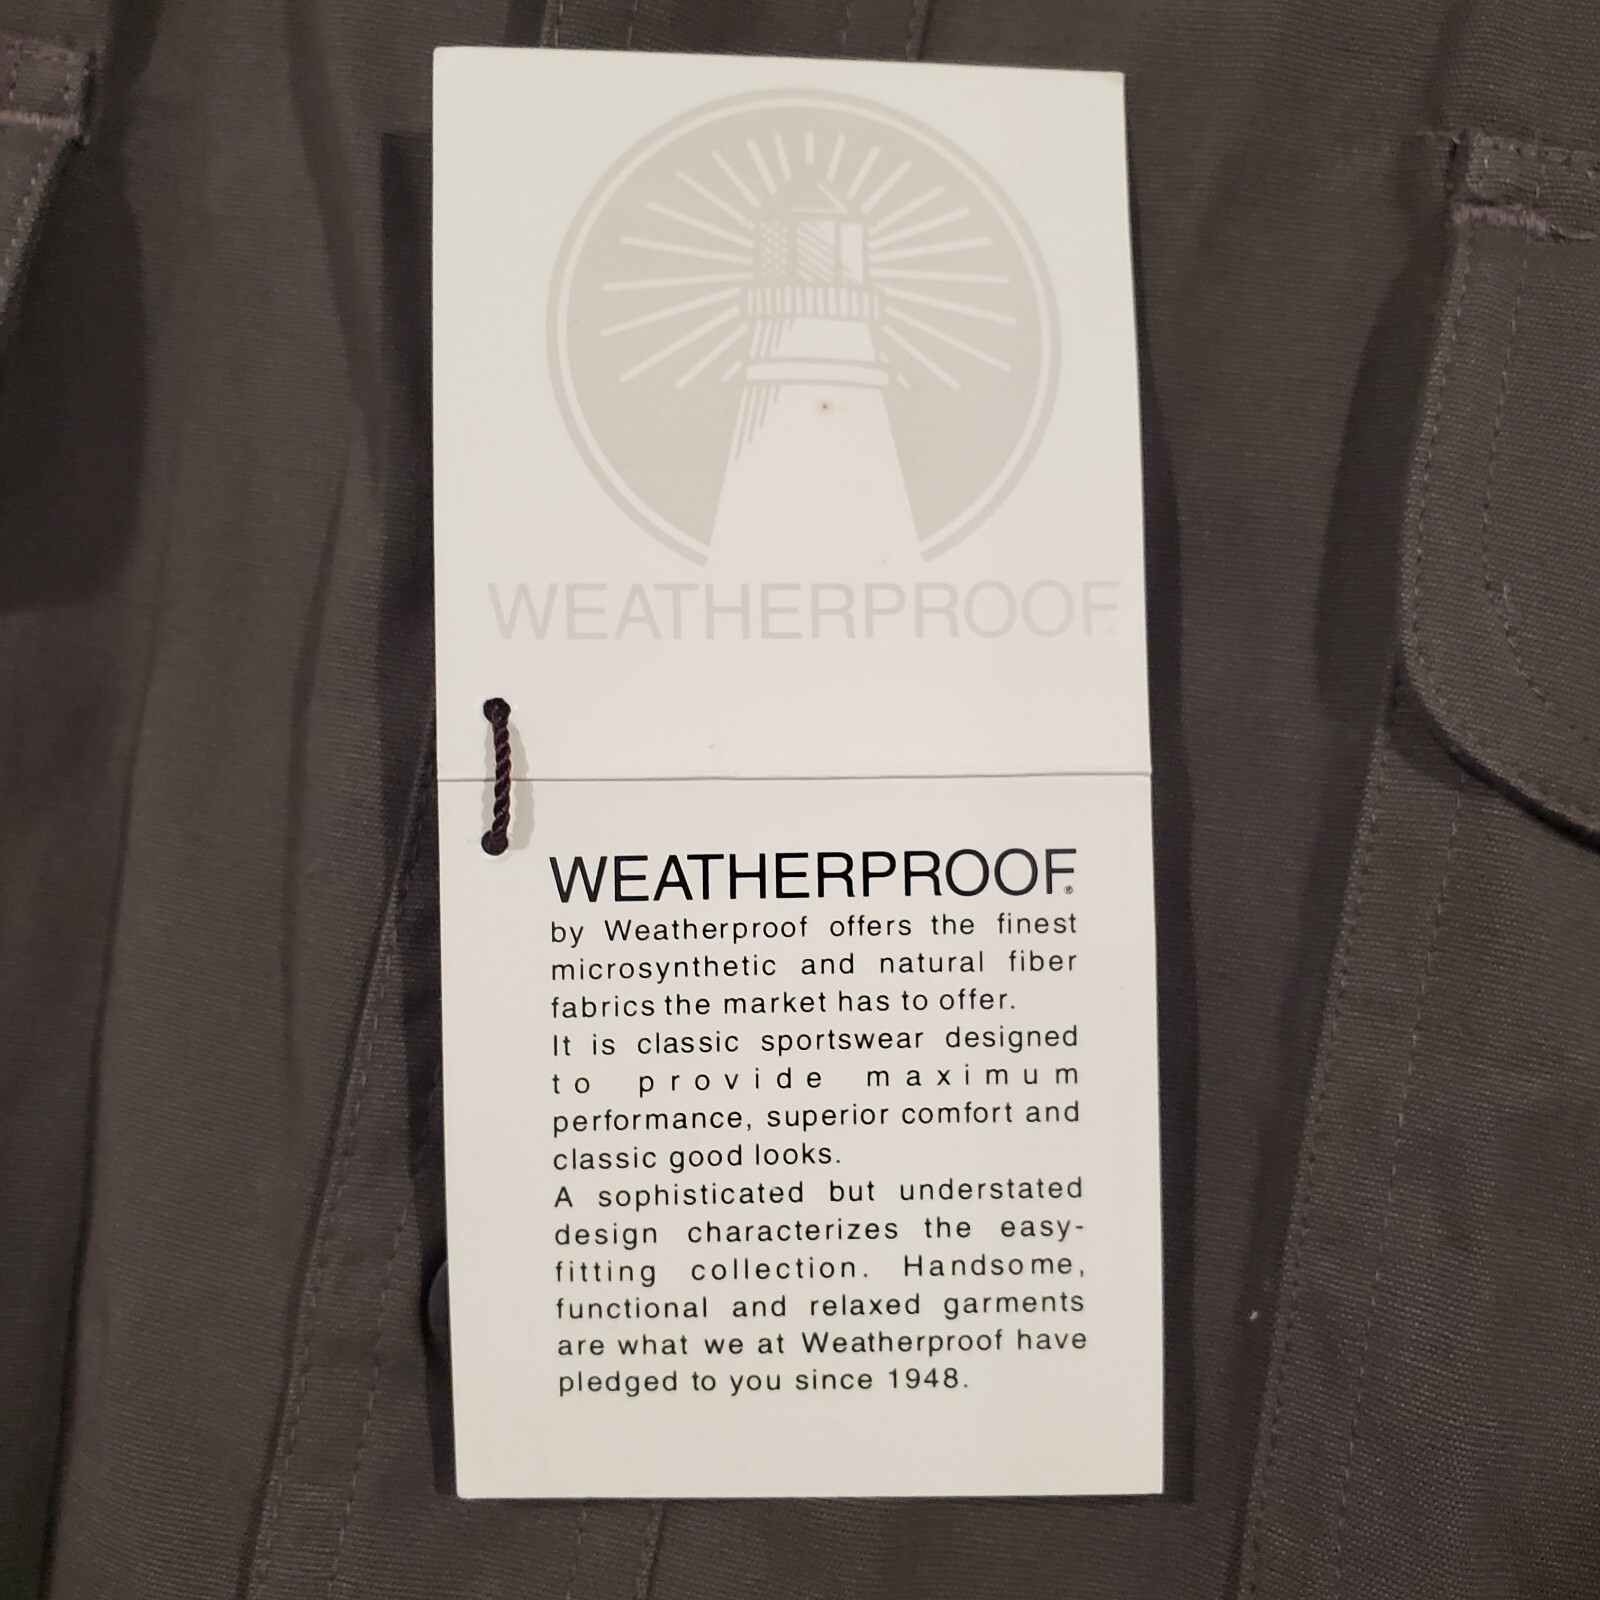 WEATHERPROOF.
WEATHERPROOF®
by Weatherproof offers the finest
microsynthetic and natural fiber
fabrics the market has to offer.
It is classic sportswear designed
to provide maximum
performance, superior comfort and
classic good looks.
A sophisticated but understated
design characterizes the easy-
fitting collection. Handsome,
functional and relaxed garments
are what we at Weatherproof have
pledged to you since 1948.